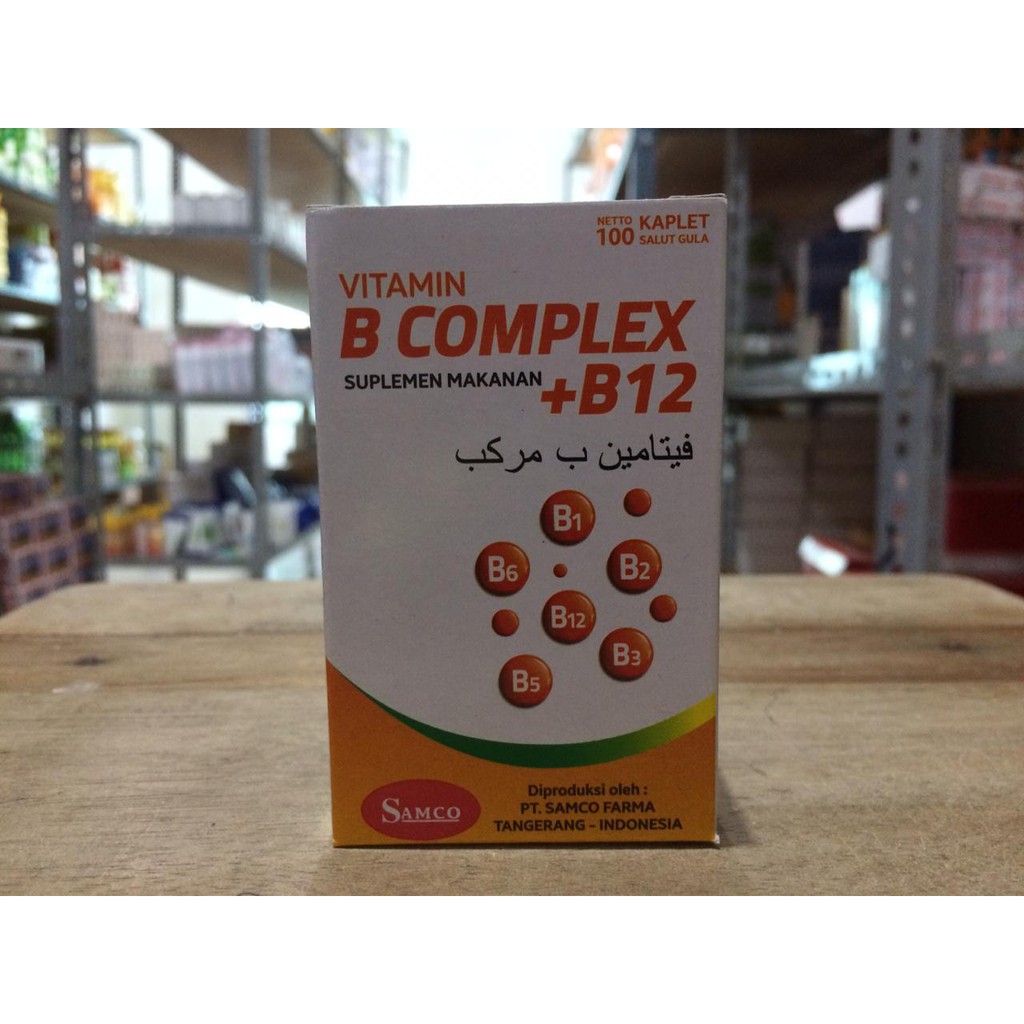 NETTO
100 KAPLET
SALUT GULA
VITAMIN
B COMPLEX
SUPLEMEN MAKANAN +B12
فيتامين ب مركب
B1
B6
B2
B12
B3
B5
SAMCO
Diproduksi oleh :
PT. SAMCO FARMA
TANGERANG - INDONESIA